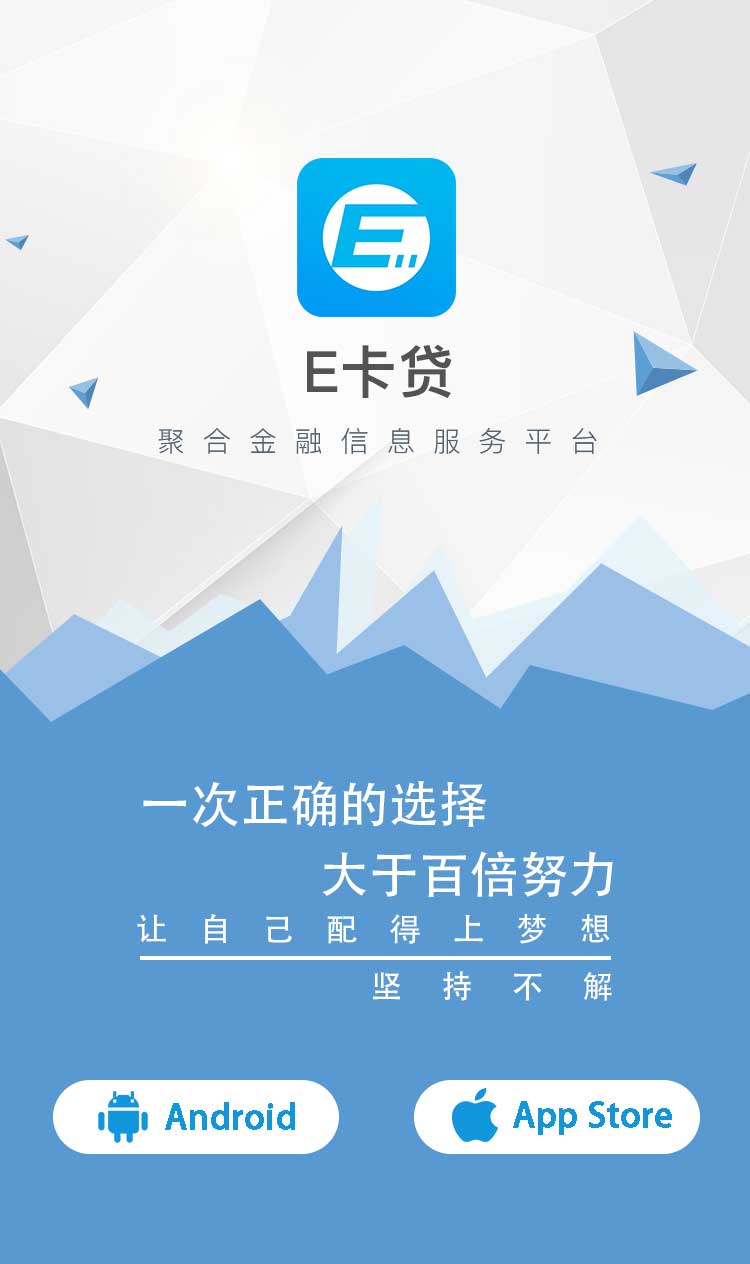 E
E卡贷
聚合金融信息服务平台
一次正确的选择
大于百倍努力
让自己配得上梦想
坚持不解
Android
App Store